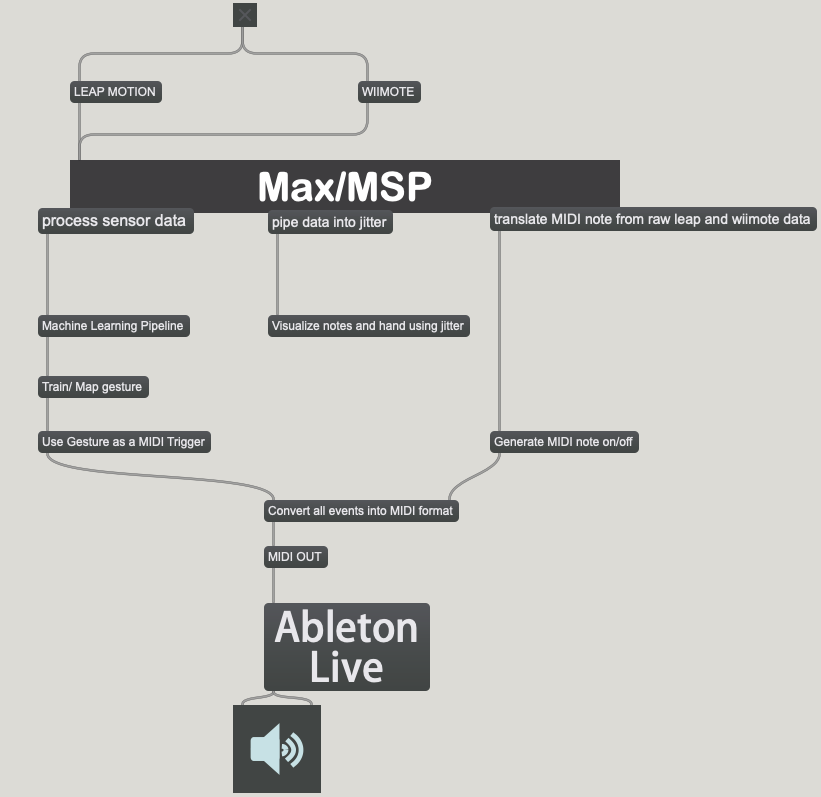 LEAP MOTION
WIIMOTE
Max/MSP
process sensor data
pipe data into jitter
translate MIDI note from raw leap and wiimote data
Machine Learning Pipeline
Visualize notes and hand using jitter
Train/ Map gesture
Use Gesture as a MIDI Trigger
Generate MIDI note on/off
Convert all events into MIDI format
MIDI OUT
Ableton
Live